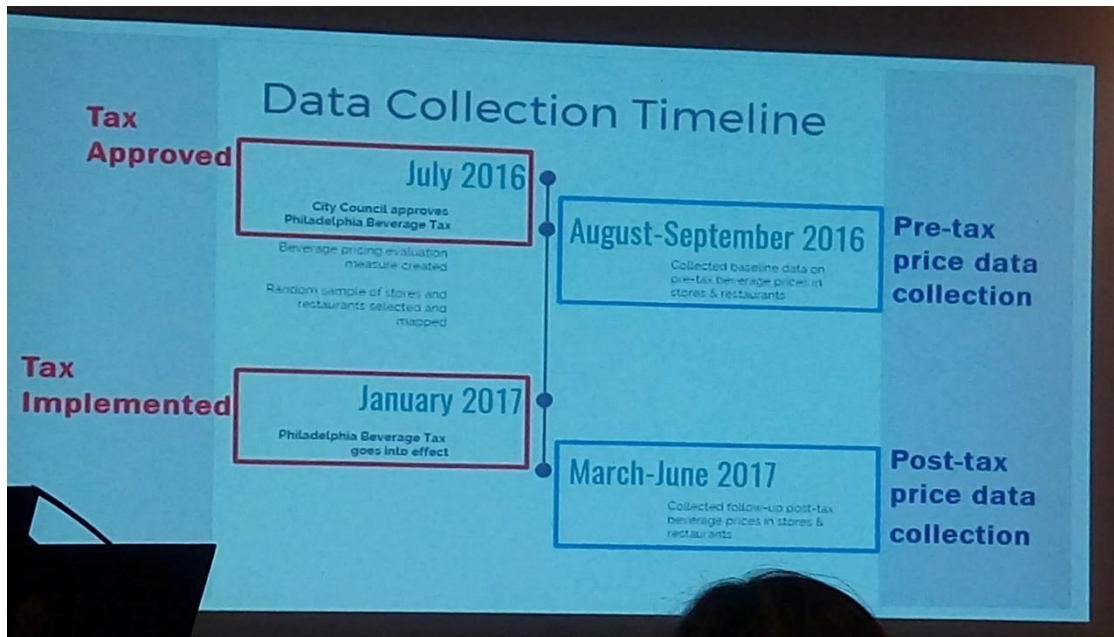 Data Collection Timeline
Tax
Approved
July 2016
City Council approves
Philadelphia Beverage Tax
Beverage pricing evaluation
measure created
Random sample of stores and
restaurants selected and
mapped
August-September 2016
Collected baseline data on
pre-tax beverage prices in
stores & restaurants
Pre-tax
price data
collection
Tax
Implemented
January 2017
Philadelphia Beverage Tax
goes into effect
March-June 2017
Collected follow-up post-tax
beverage prices in stores &
restaurants
Post-tax
price data
collection